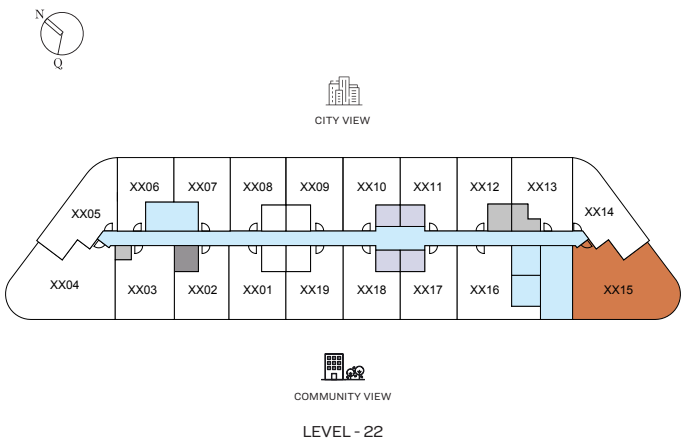 N
Q
CITY VIEW
XX06 XX07 XX08 XX09 XX10 XX11 XX12 XX13
XX05 XX14
XX04 XX03 XX02 XX01 XX19 XX18 XX17 XX16 XX15
COMMUNITY VIEW
LEVEL - 22